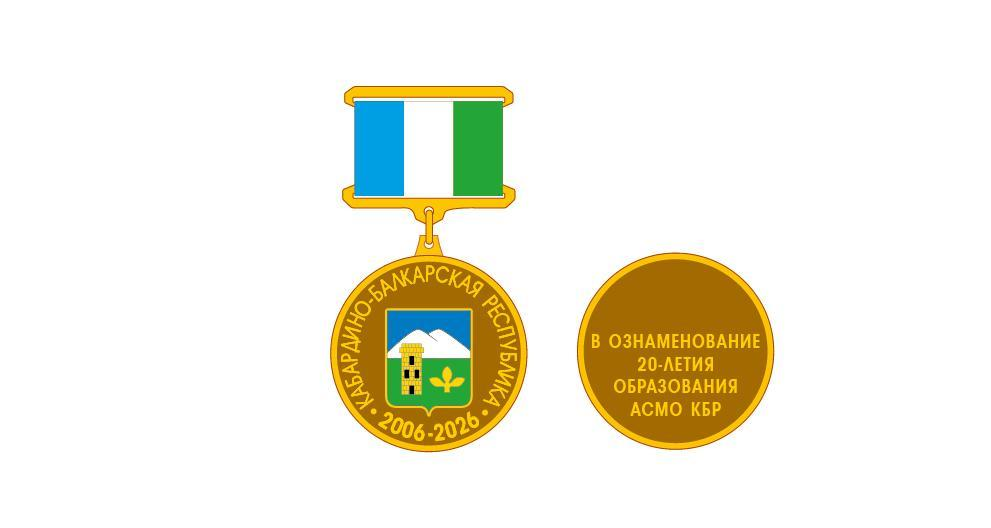 КАБАРДИНО-БАЛКАРСКАЯ РЕСПУБЛИКА
• 2006-2026 •
В ОЗНАМЕНОВАНИЕ
20-ЛЕТИЯ
ОБРАЗОВАНИЯ
АСМО КБР